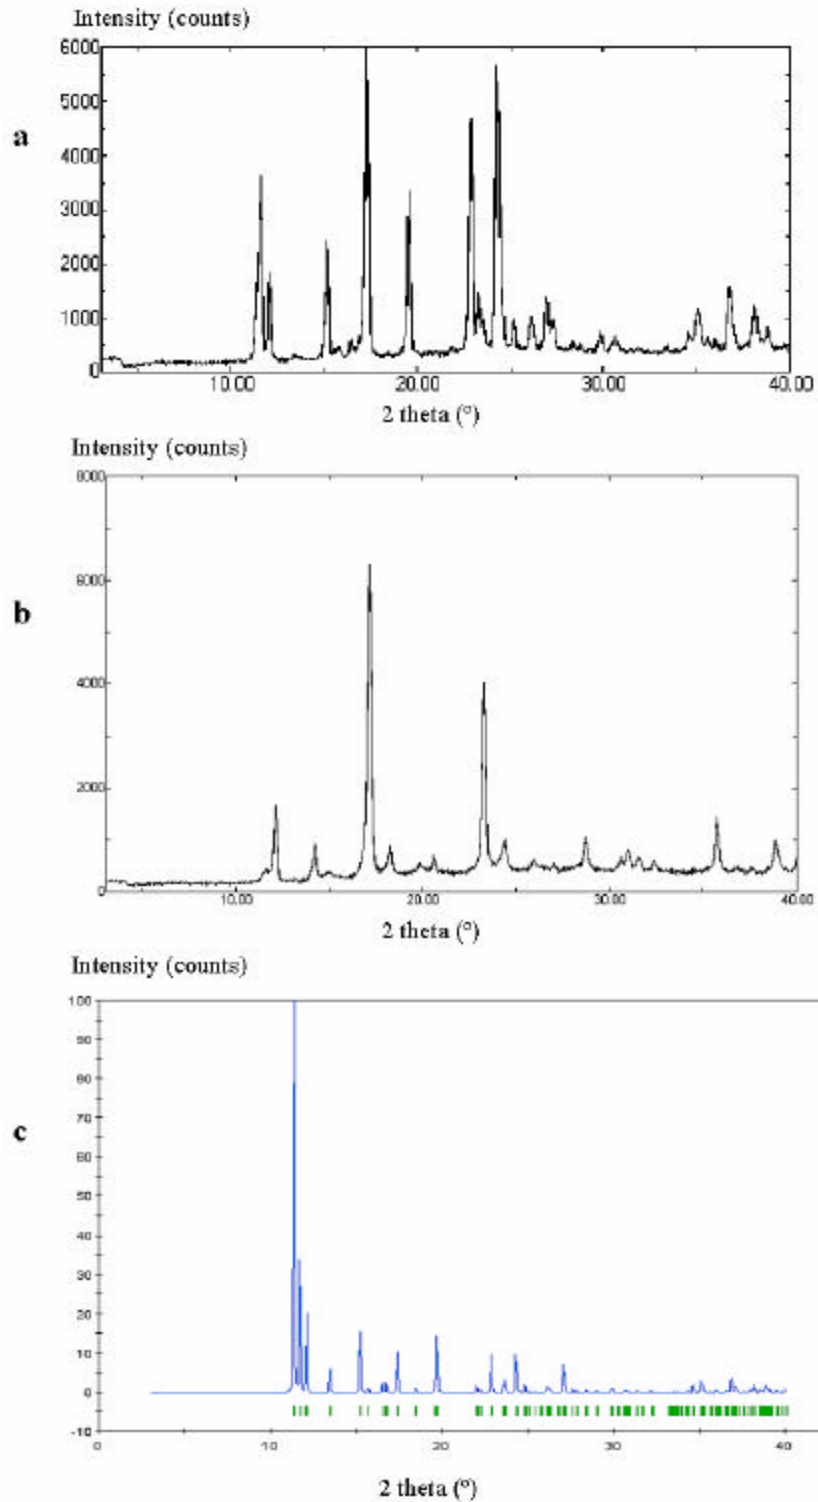 Intensity (counts)
6000
5000
a
4000
3000
2000
1000
0
10.00 20.00 30.00 40.00
2 theta (°)
Intensity (counts)
8000
6000
b
4000
2000
0
10.00 20.00 30.00 40.00
2 theta (°)
Intensity (counts)
100
90
80
70
c
60
50
40
30
20
10
0
-10
0 10 20 30 40
2 theta (°)